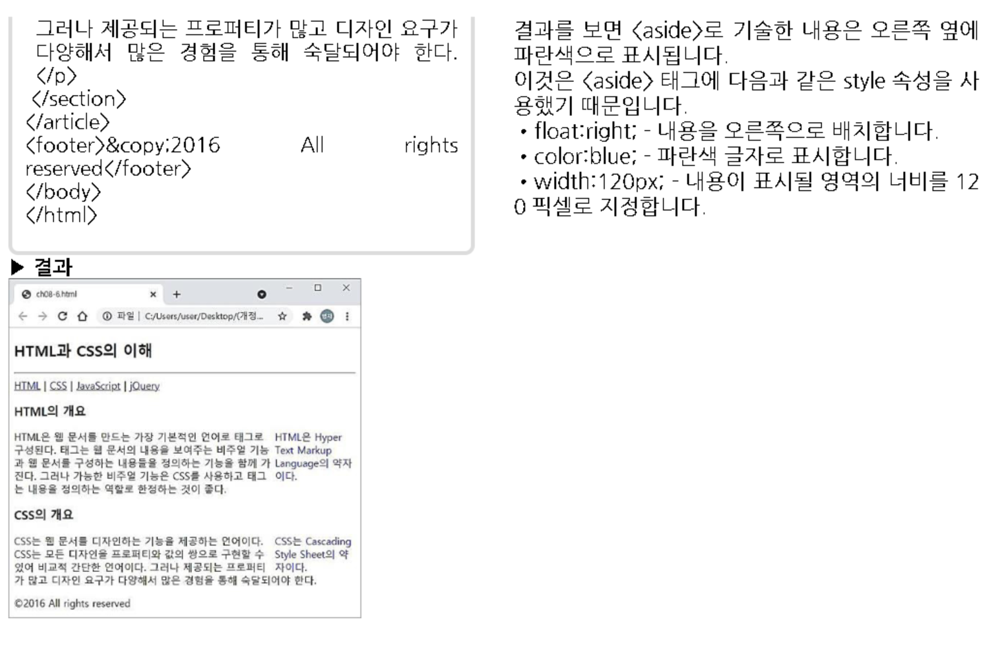 그러나 제공되는 프로퍼티가 많고 디자인 요구가
다양해서 많은 경험을 통해 숙달되어야 한다.
</p>
</section>
</article>
<footer>&copy;2016 All rights
reserved</footer>
</body>
</html>
▶ 결과
ch08-6.html
파일 | C:/Users/user/Desktop/(개정...
HTML과 CSS의 이해
HTML | CSS | JavaScript | jQuery
HTML의 개요
HTML은 웹 문서를 만드는 가장 기본적인 언어로 태그로
구성된다. 태그는 웹 문서의 내용을 보여주는 비주얼 기능
과 웹 문서를 구성하는 내용들을 정의하는 기능을 함께 가
진다. 그러나 가능한 비주얼 기능은 CSS를 사용하고 태그
는 내용을 정의하는 역할로 한정하는 것이 좋다.
HTML은 Hyper
Text Markup
Language의 약자
이다.
CSS의 개요
CSS는 웹 문서를 디자인하는 기능을 제공하는 언어이다.
CSS는 모든 디자인을 프로퍼티와 값의 쌍으로 구현할 수
있어 비교적 간단한 언어이다. 그러나 제공되는 프로퍼티
가 많고 디자인 요구가 다양해서 많은 경험을 통해 숙달되어야 한다.
CSS는 Cascading
Style Sheet의 약
자이다.
©2016 All rights reserved
결과를 보면 <aside>로 기술한 내용은 오른쪽 옆에
파란색으로 표시됩니다.
이것은 <aside> 태그에 다음과 같은 style 속성을 사
용했기 때문입니다.
• float:right; - 내용을 오른쪽으로 배치합니다.
• color:blue; - 파란색 글자로 표시합니다.
• width:120px; - 내용이 표시될 영역의 너비를 12
0 픽셀로 지정합니다.